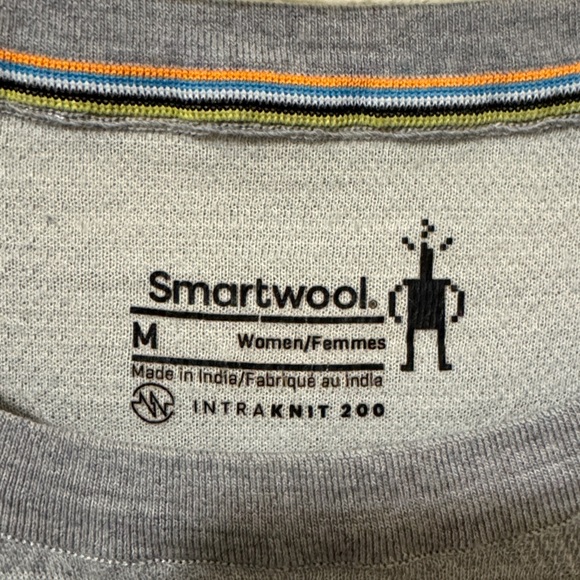 Smartwool.
M Women/Femmes
Made in India/Fabriqué au India
INTRAKNIT 200